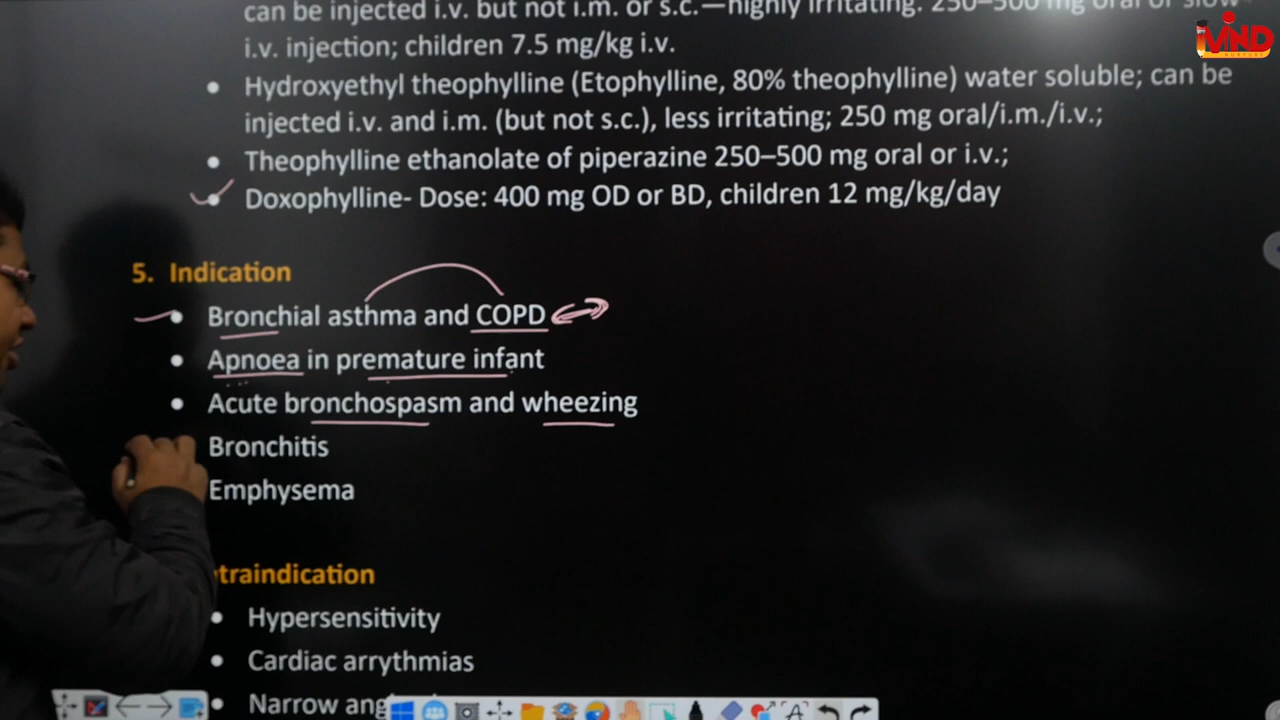 can be injected i.v. but not i.m. or s.c.—highly irritating. 250–500 mg oral or slow
i.v. injection; children 7.5 mg/kg i.v.
• Hydroxyethyl theophylline (Etophylline, 80% theophylline) water soluble; can be
injected i.v. and i.m. (but not s.c.), less irritating; 250 mg oral/i.m./i.v.;
• Theophylline ethanolate of piperazine 250–500 mg oral or i.v.;
• Doxophylline- Dose: 400 mg OD or BD, children 12 mg/kg/day
5. Indication
• Bronchial asthma and COPD
• Apnoea in premature infant
• Acute bronchospasm and wheezing
Bronchitis
Emphysema
traindication
• Hypersensitivity
• Cardiac arrythmias
• Narrow ang